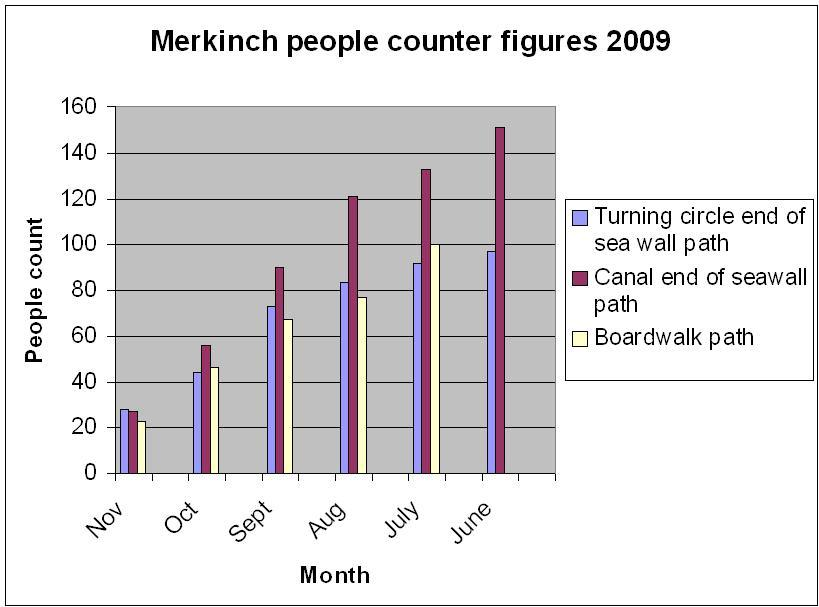 Merkinch people counter figures 2009
160
140
120
100
80
60
40
20
0
People count
Nov
Oct
Sept
Aug
July
June
Month
Turning circle end of
sea wall path
Canal end of seawall
path
Boardwalk path